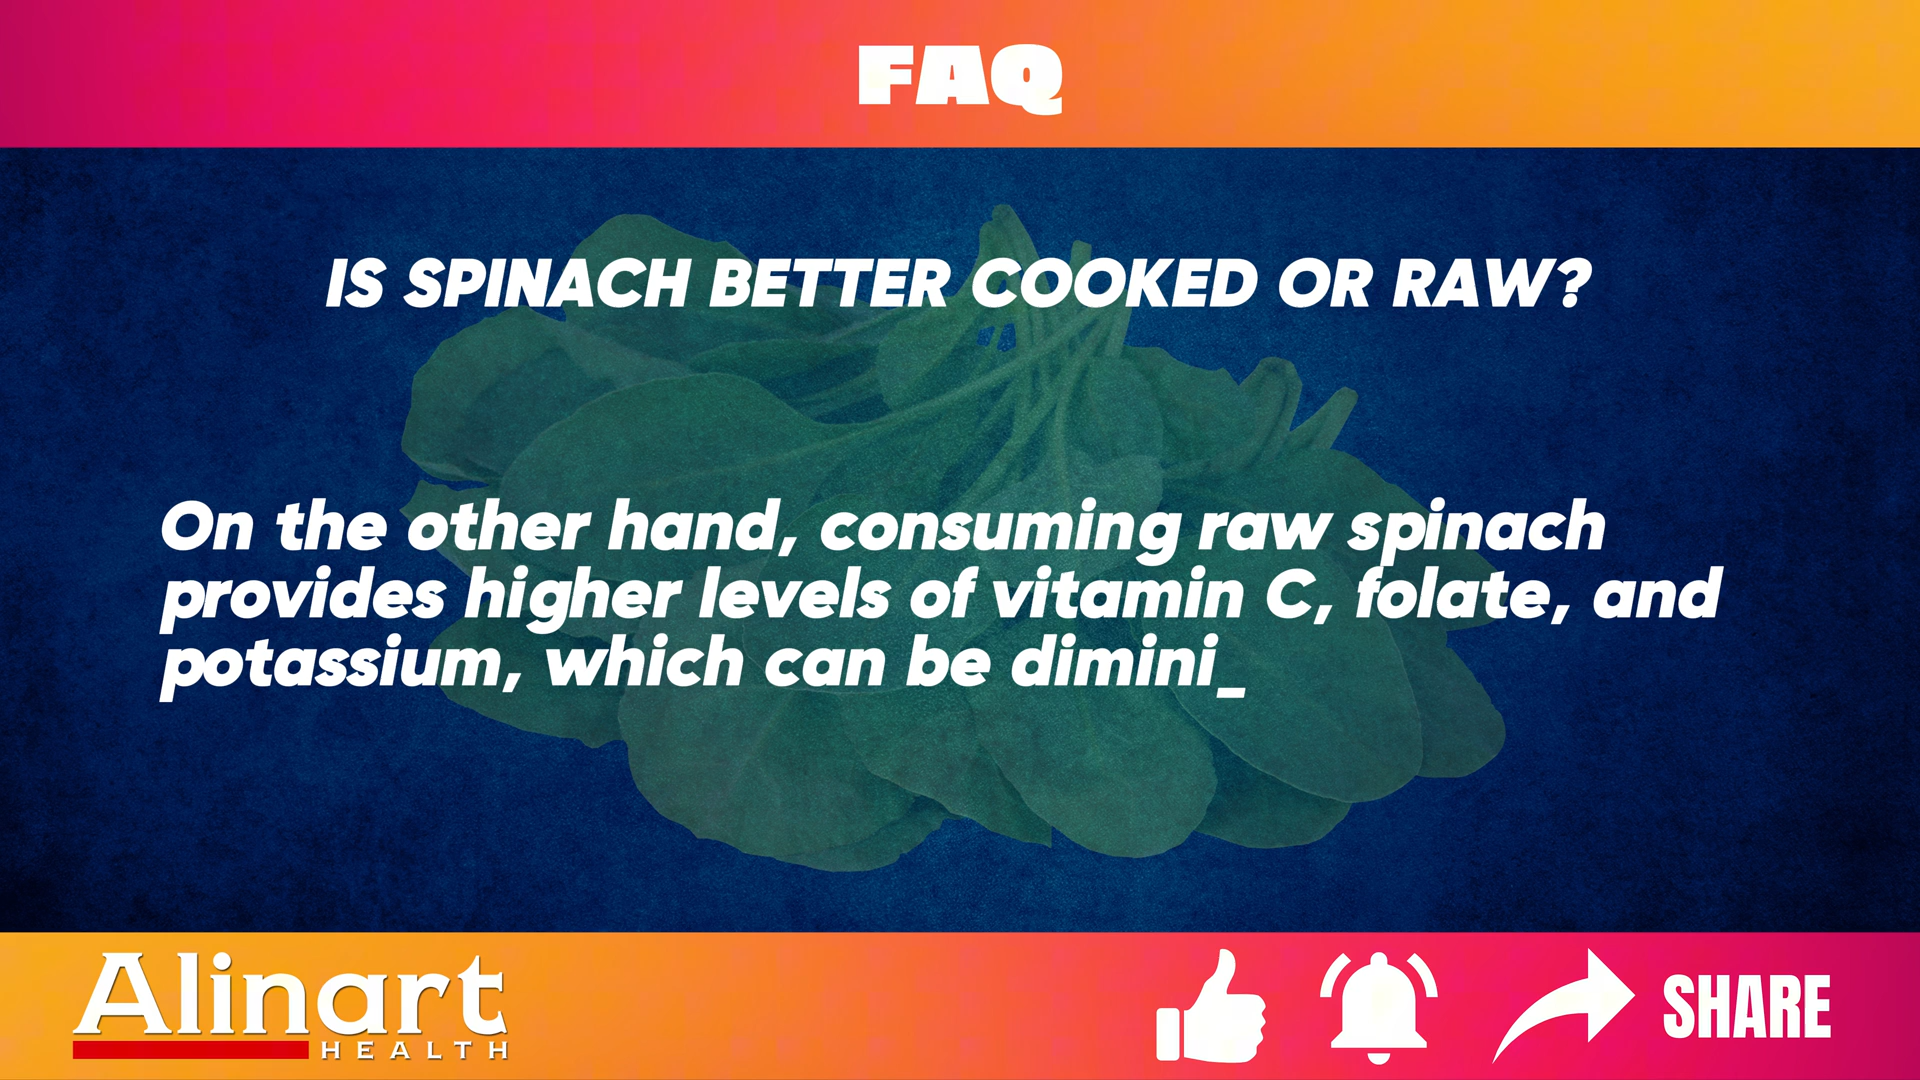 FAQ
IS SPINACH BETTER COOKED OR RAW?
On the other hand, consuming raw spinach
provides higher levels of vitamin C, folate, and
potassium, which can be dimini_
Alinart
HEALTH
SHARE